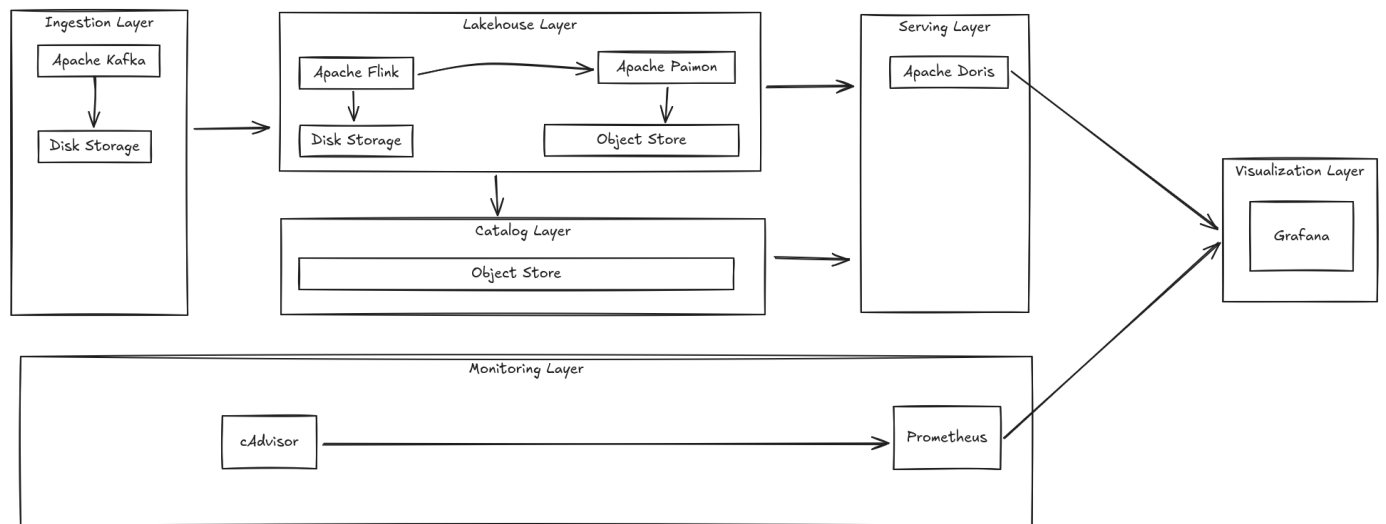 Ingestion Layer
Apache Kafka
Disk Storage
Lakehouse Layer
Apache Flink
Apache Paimon
Disk Storage
Object Store
Catalog Layer
Object Store
Serving Layer
Apache Doris
Visualization Layer
Grafana
Monitoring Layer
cAdvisor
Prometheus